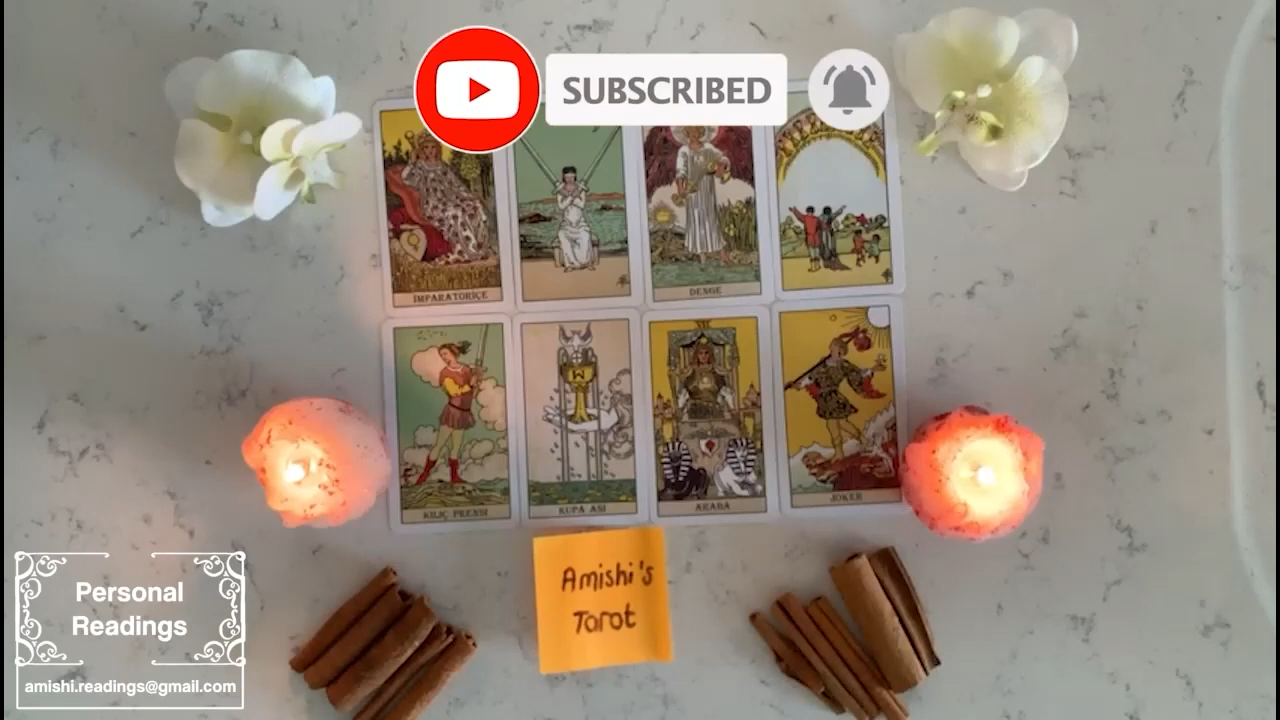 SUBSCRIBED
İMPARATORİÇE
DENGE
KILIÇ PRENSİ
KUPA ASI
ARABA
JOKER
Amishi's
Tarot
Personal
Readings
amishi.readings@gmail.com